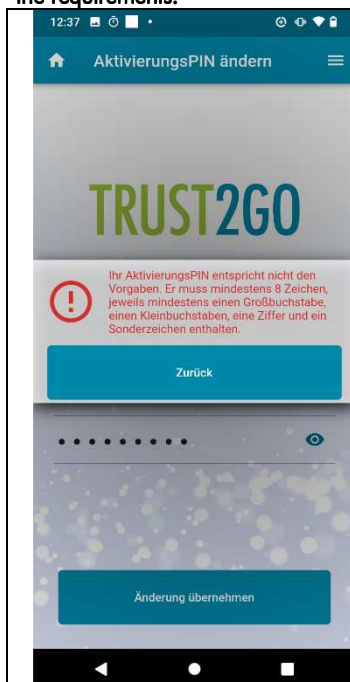 the requirements.
12:37
AktivierungsPIN ändern
TRUST2GO
Ihr AktivierungsPIN entspricht nicht den
Vorgaben. Er muss mindestens 8 Zeichen,
jeweils mindestens einen Großbuchstabe,
einen Kleinbuchstaben, eine Ziffer und ein
Sonderzeichen enthalten.
Zurück
Änderung übernehmen